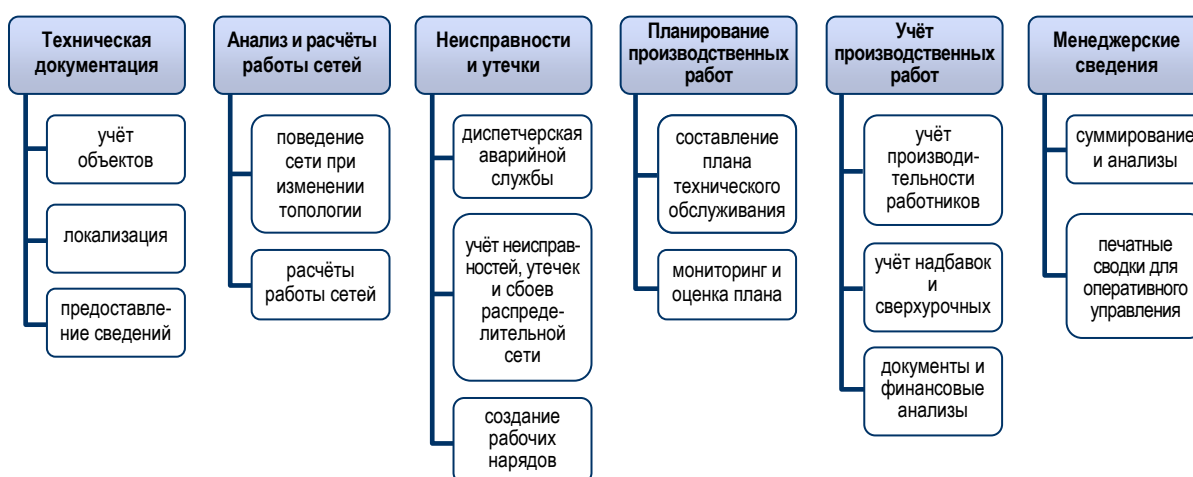 Техническая
документация
учёт
объектов
локализация
предоставле-
ние сведений
Анализ и расчёты
работы сетей
поведение
сети при
изменении
топологии
расчёты
работы сетей
Неисправности
и утечки
диспетчерская
аварийной
службы
учёт неисправ-
ностей, утечек
и сбоев
распреде-
лительной
сети
создание
рабочих
нарядов
Планирование
производственных
работ
составление
плана
технического
обслуживания
мониторинг и
оценка плана
Учёт
производственных
работ
учёт
производи-
тельности
работников
учёт надбавок
и
сверхурочных
документы и
финансовые
анализы
Менеджерские
сведения
суммирование
и анализы
печатные
сводки для
оперативного
управления